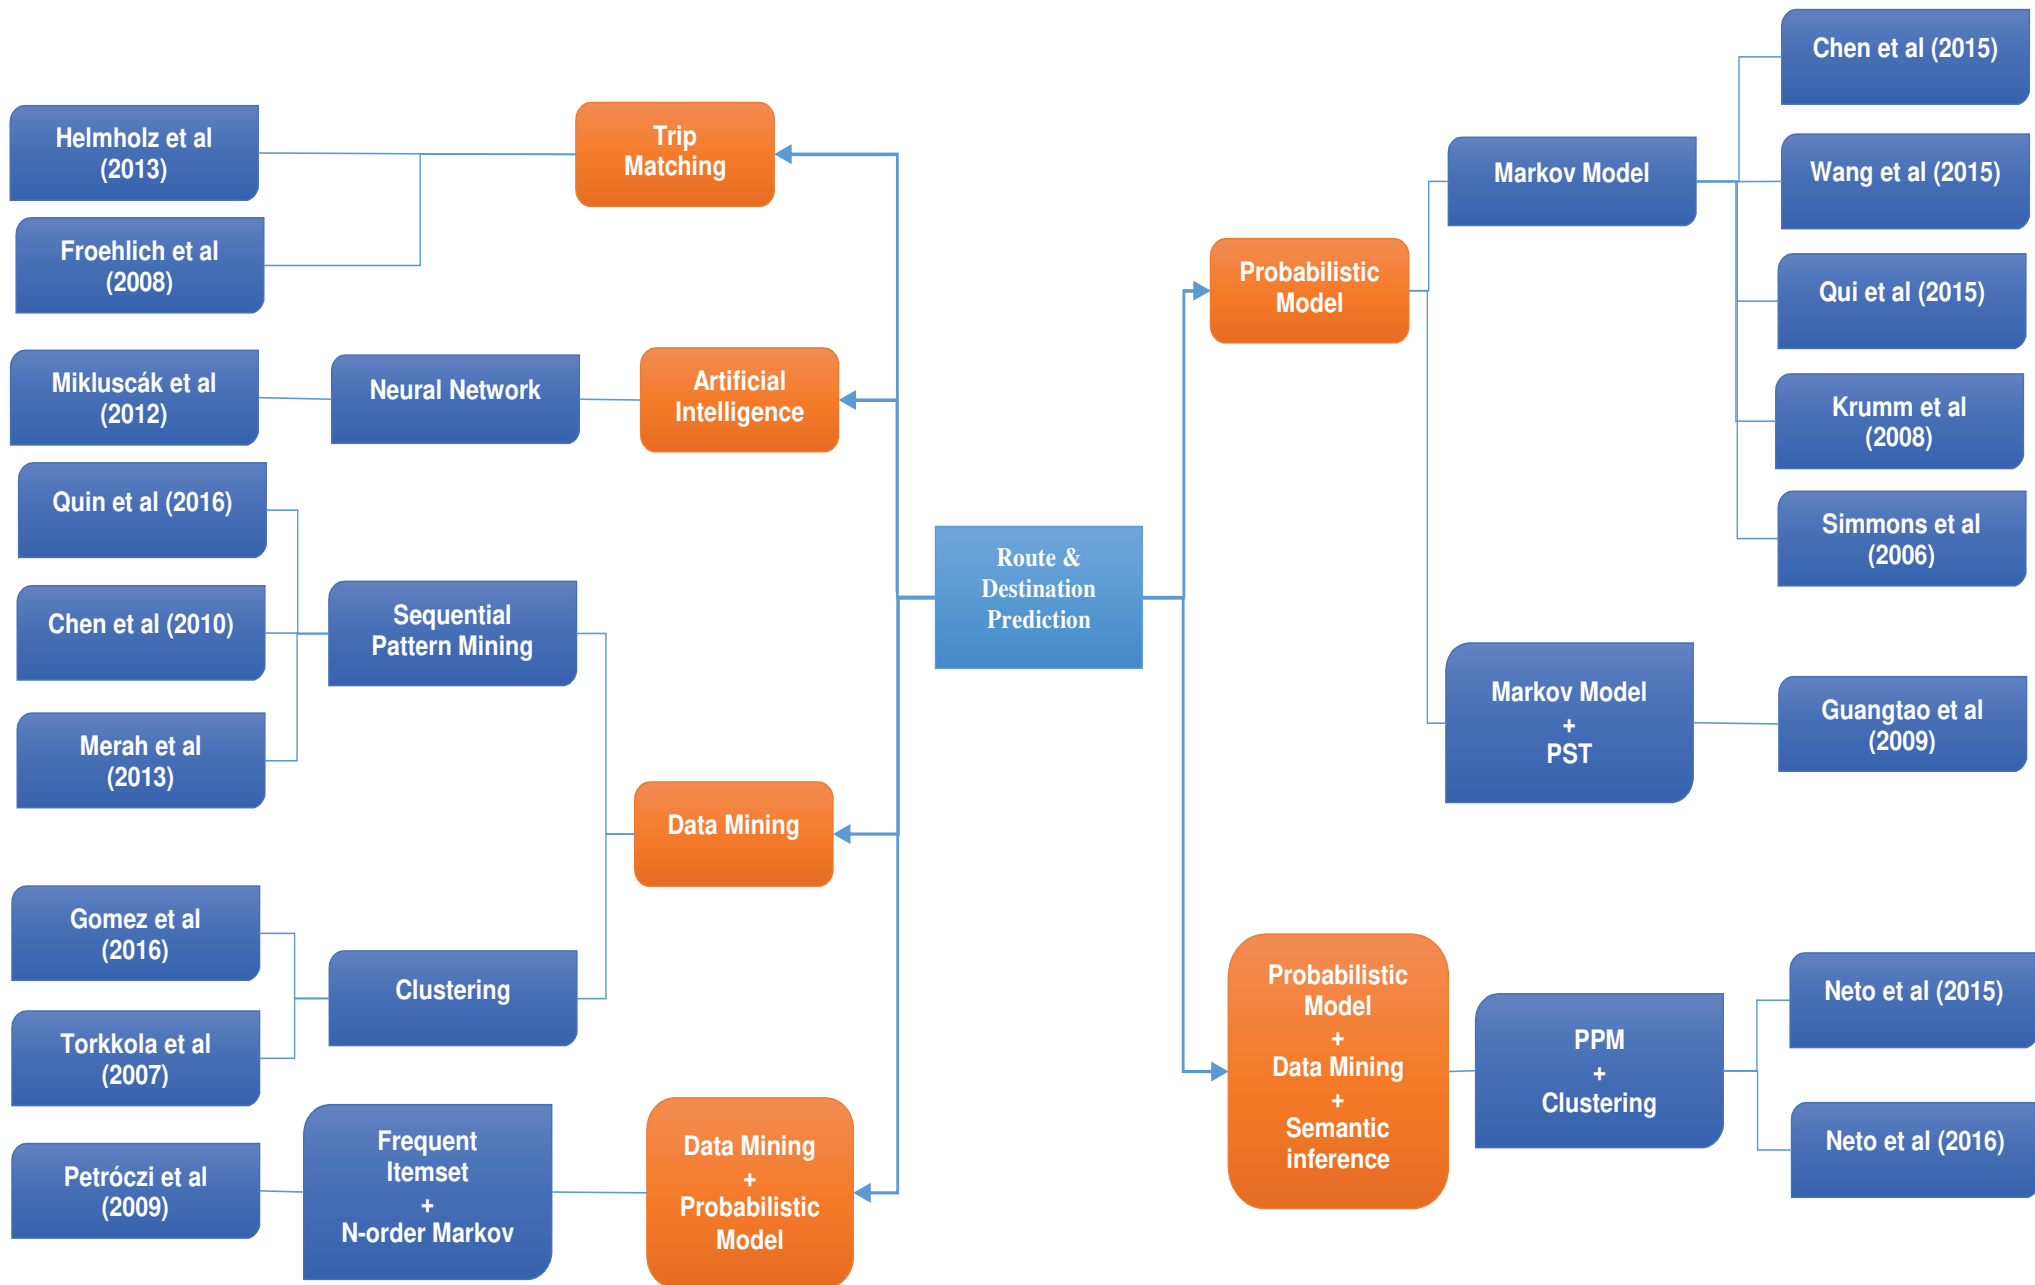 Helmholz et al
(2013)
Froehlich et al
(2008)
Trip
Matching
Mikluscák et al
(2012)
Neural Network
Artificial
Intelligence
Quin et al (2016)
Chen et al (2010)
Merah et al
(2013)
Sequential
Pattern Mining
Data Mining
Gomez et al
(2016)
Torkkola et al
(2007)
Clustering
Petróczi et al
(2009)
Frequent
Itemset
+
N-order Markov
Data Mining
+
Probabilistic
Model
Route &
Destination
Prediction
Probabilistic
Model
Markov Model
Chen et al (2015)
Wang et al (2015)
Qui et al (2015)
Krumm et al
(2008)
Simmons et al
(2006)
Markov Model
+
PST
Guangtao et al
(2009)
Probabilistic
Model
+
Data Mining
+
Semantic
inference
PPM
+
Clustering
Neto et al (2015)
Neto et al (2016)